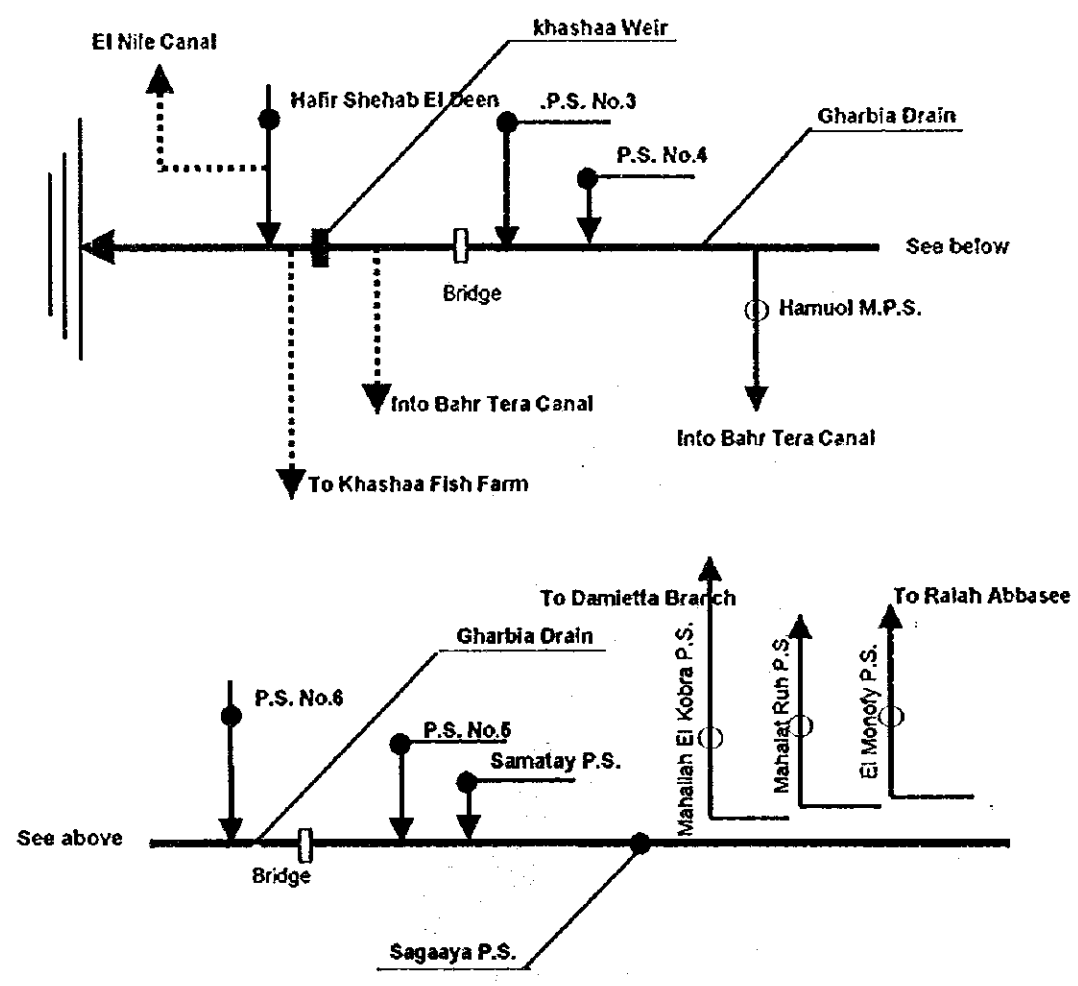 khashaa Weir
El Nile Canal
Hafir Shehab El Deen
.P.S. No.3
Gharbia Drain
P.S. No.4
See below
Bridge
Hamuol M.P.S.
Into Bahr Tera Canal
Into Bahr Tera Canal
To Khashaa Fish Farm
To Damietta Branch
To Raiah Abbasee
Gharbia Drain
Mahallah El Kobra P.S.
Mahalat Ruh P.S.
El Monofy P.S.
P.S. No.6
P.S. No.5
Samatay P.S.
See above
Bridge
Sagaaya P.S.